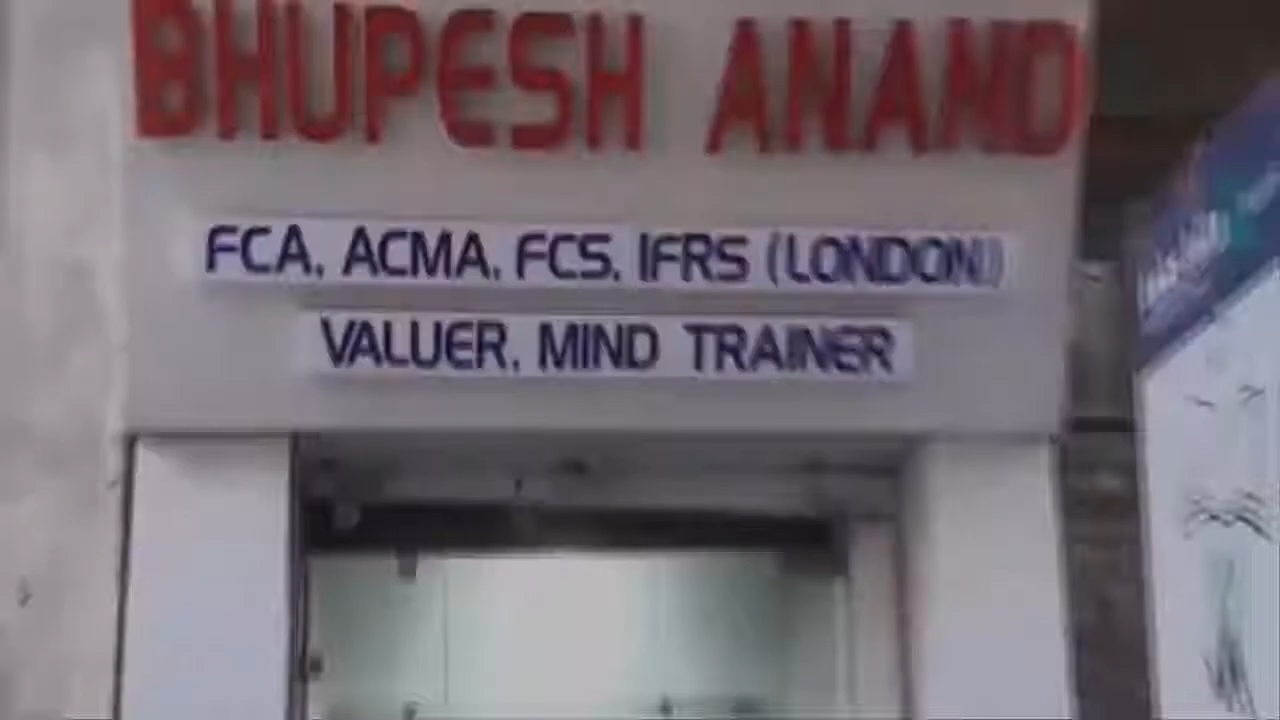 BHUPESH ANAND
FCA, ACMA, FCS, IFRS (LONDON)
VALUER, MIND TRAINER